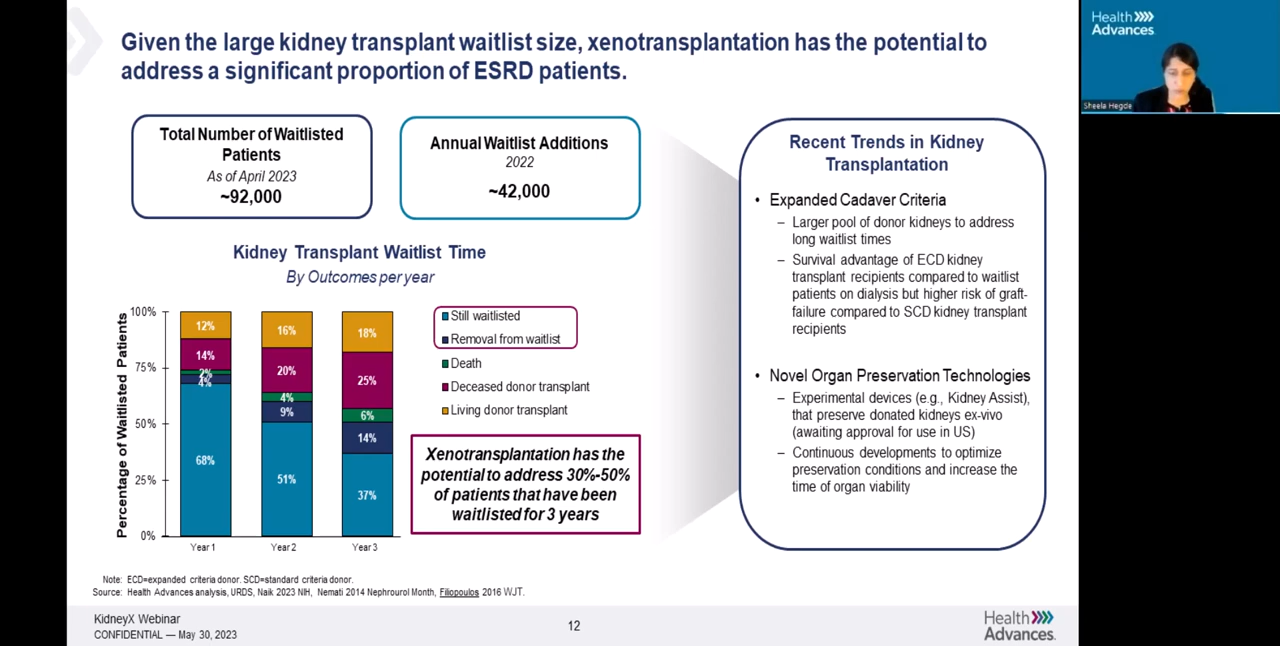 Given the large kidney transplant waitlist size, xenotransplantation has the potential to
address a significant proportion of ESRD patients.
Total Number of Waitlisted
Patients
As of April 2023
~92,000
Annual Waitlist Additions
2022
~42,000
Kidney Transplant Waitlist Time
By Outcomes per year
Percentage of Waitlisted Patients
100%
75%
50%
25%
0%
12%
14%
2%
4%
68%
Year 1
16%
20%
4%
9%
51%
Year 2
18%
25%
6%
14%
37%
Year 3
Still waitlisted
Removal from waitlist
Death
Deceased donor transplant
Living donor transplant
Xenotransplantation has the
potential to address 30%-50%
of patients that have been
waitlisted for 3 years
Recent Trends in Kidney
Transplantation
• Expanded Cadaver Criteria
– Larger pool of donor kidneys to address
long waitlist times
– Survival advantage of ECD kidney
transplant recipients compared to waitlist
patients on dialysis but higher risk of graft-
failure compared to SCD kidney transplant
recipients
• Novel Organ Preservation Technologies
– Experimental devices (e.g., Kidney Assist),
that preserve donated kidneys ex-vivo
(awaiting approval for use in US)
– Continuous developments to optimize
preservation conditions and increase the
time of organ viability
Note: ECD=expanded criteria donor. SCD=standard criteria donor.
Source: Health Advances analysis, URDS, Naik 2023 NIH, Nemati 2014 Nephrourol Month, Filiopoulos 2016 WJT.
KidneyX Webinar
CONFIDENTIAL — May 30, 2023
12
Health
Advances
Health
Advances
Sheela Hegde